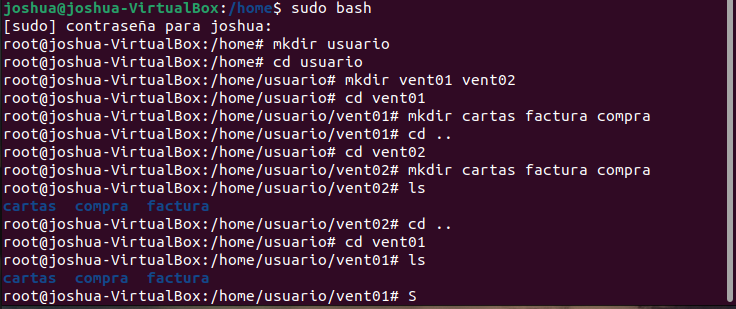 joshua@joshua-VirtualBox:/home$ sudo bash
[sudo] contraseña para joshua:
root@joshua-VirtualBox:/home# mkdir usuario
root@joshua-VirtualBox:/home# cd usuario
root@joshua-VirtualBox:/home/usuario# mkdir vent01 vent02
root@joshua-VirtualBox:/home/usuario# cd vent01
root@joshua-VirtualBox:/home/usuario/vent01# mkdir cartas factura compra
root@joshua-VirtualBox:/home/usuario/vent01# cd ..
root@joshua-VirtualBox:/home/usuario# cd vent02
root@joshua-VirtualBox:/home/usuario/vent02# mkdir cartas factura compra
root@joshua-VirtualBox:/home/usuario/vent02# ls
cartas  compra  factura
root@joshua-VirtualBox:/home/usuario/vent02# cd ..
root@joshua-VirtualBox:/home/usuario# cd vent01
root@joshua-VirtualBox:/home/usuario/vent01# ls
cartas  compra  factura
root@joshua-VirtualBox:/home/usuario/vent01# S